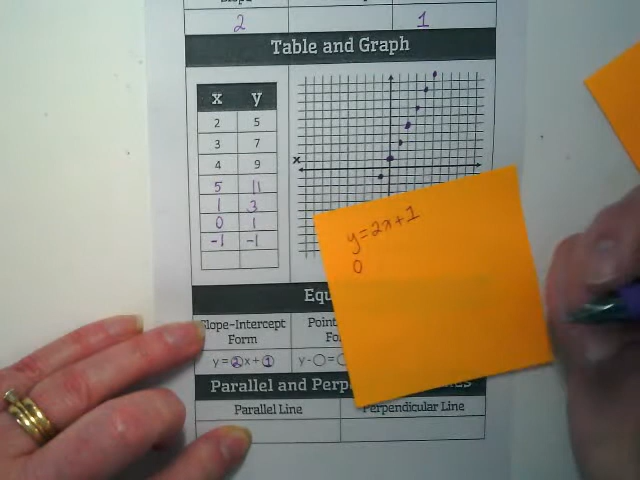 2 1
Table and Graph
x y
2 5
3 7
4 9
5 11
1 3
0 1
-1 -1
x
y=2x+1
0
Slope-Intercept
Form
y=2x+1
y-
=
Parallel and
Parallel Line
Perpendicular Line